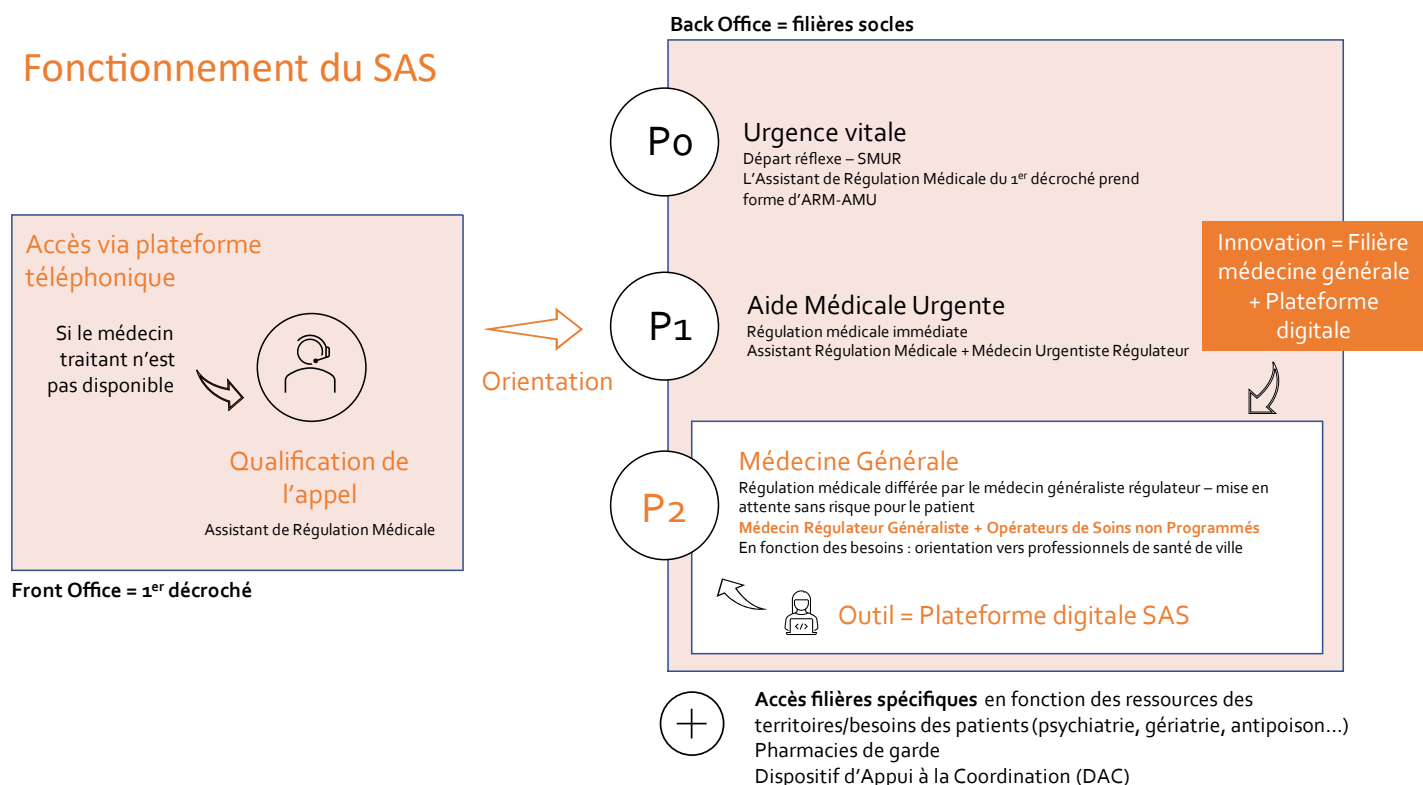 Fonctionnement du SAS
Accès via plateforme
téléphonique
Si le médecin
traitant n’est
pas disponible
Qualification de
l’appel
Assistant de Régulation Médicale
Front Office = 1er décroché
Orientation
Back Office = filières socles
P0
Urgence vitale
Départ réflexe – SMUR
L’Assistant de Régulation Médicale du 1er décroché prend
forme d’ARM-AMU
P1
Aide Médicale Urgente
Régulation médicale immédiate
Assistant Régulation Médicale + Médecin Urgentiste Régulateur
Innovation = Filière
médecine générale
+ Plateforme
digitale
P2
Médecine Générale
Régulation médicale différée par le médecin généraliste régulateur – mise en
attente sans risque pour le patient
Médecin Régulateur Généraliste + Opérateurs de Soins non Programmés
En fonction des besoins : orientation vers professionnels de santé de ville
</>
Outil = Plateforme digitale SAS
Accès filières spécifiques en fonction des ressources des
territoires/besoins des patients (psychiatrie, gériatrie, antipoison…)
Pharmacies de garde
Dispositif d’Appui à la Coordination (DAC)